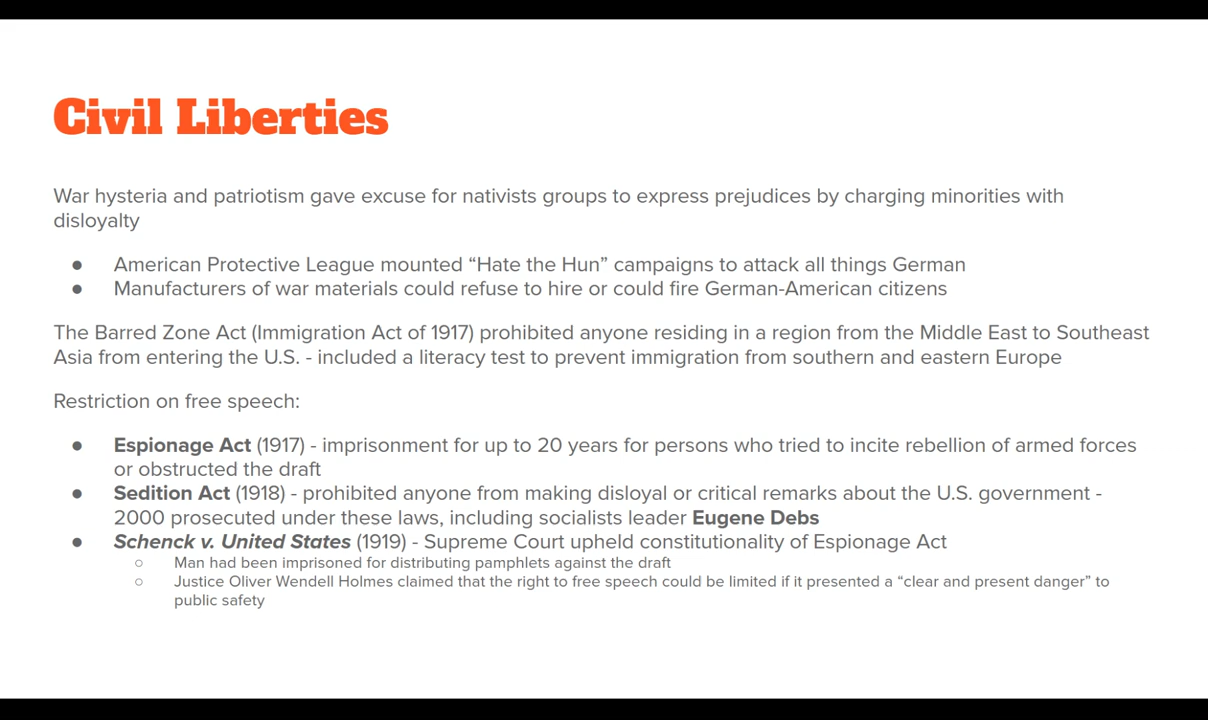 Civil Liberties
War hysteria and patriotism gave excuse for nativists groups to express prejudices by charging minorities with
disloyalty
● American Protective League mounted “Hate the Hun” campaigns to attack all things German
● Manufacturers of war materials could refuse to hire or could fire German-American citizens
The Barred Zone Act (Immigration Act of 1917) prohibited anyone residing in a region from the Middle East to Southeast
Asia from entering the U.S. - included a literacy test to prevent immigration from southern and eastern Europe
Restriction on free speech:
● Espionage Act (1917) - imprisonment for up to 20 years for persons who tried to incite rebellion of armed forces
or obstructed the draft
● Sedition Act (1918) - prohibited anyone from making disloyal or critical remarks about the U.S. government -
2000 prosecuted under these laws, including socialists leader Eugene Debs
● Schenck v. United States (1919) - Supreme Court upheld constitutionality of Espionage Act
○ Man had been imprisoned for distributing pamphlets against the draft
○ Justice Oliver Wendell Holmes claimed that the right to free speech could be limited if it presented a “clear and present danger” to
public safety